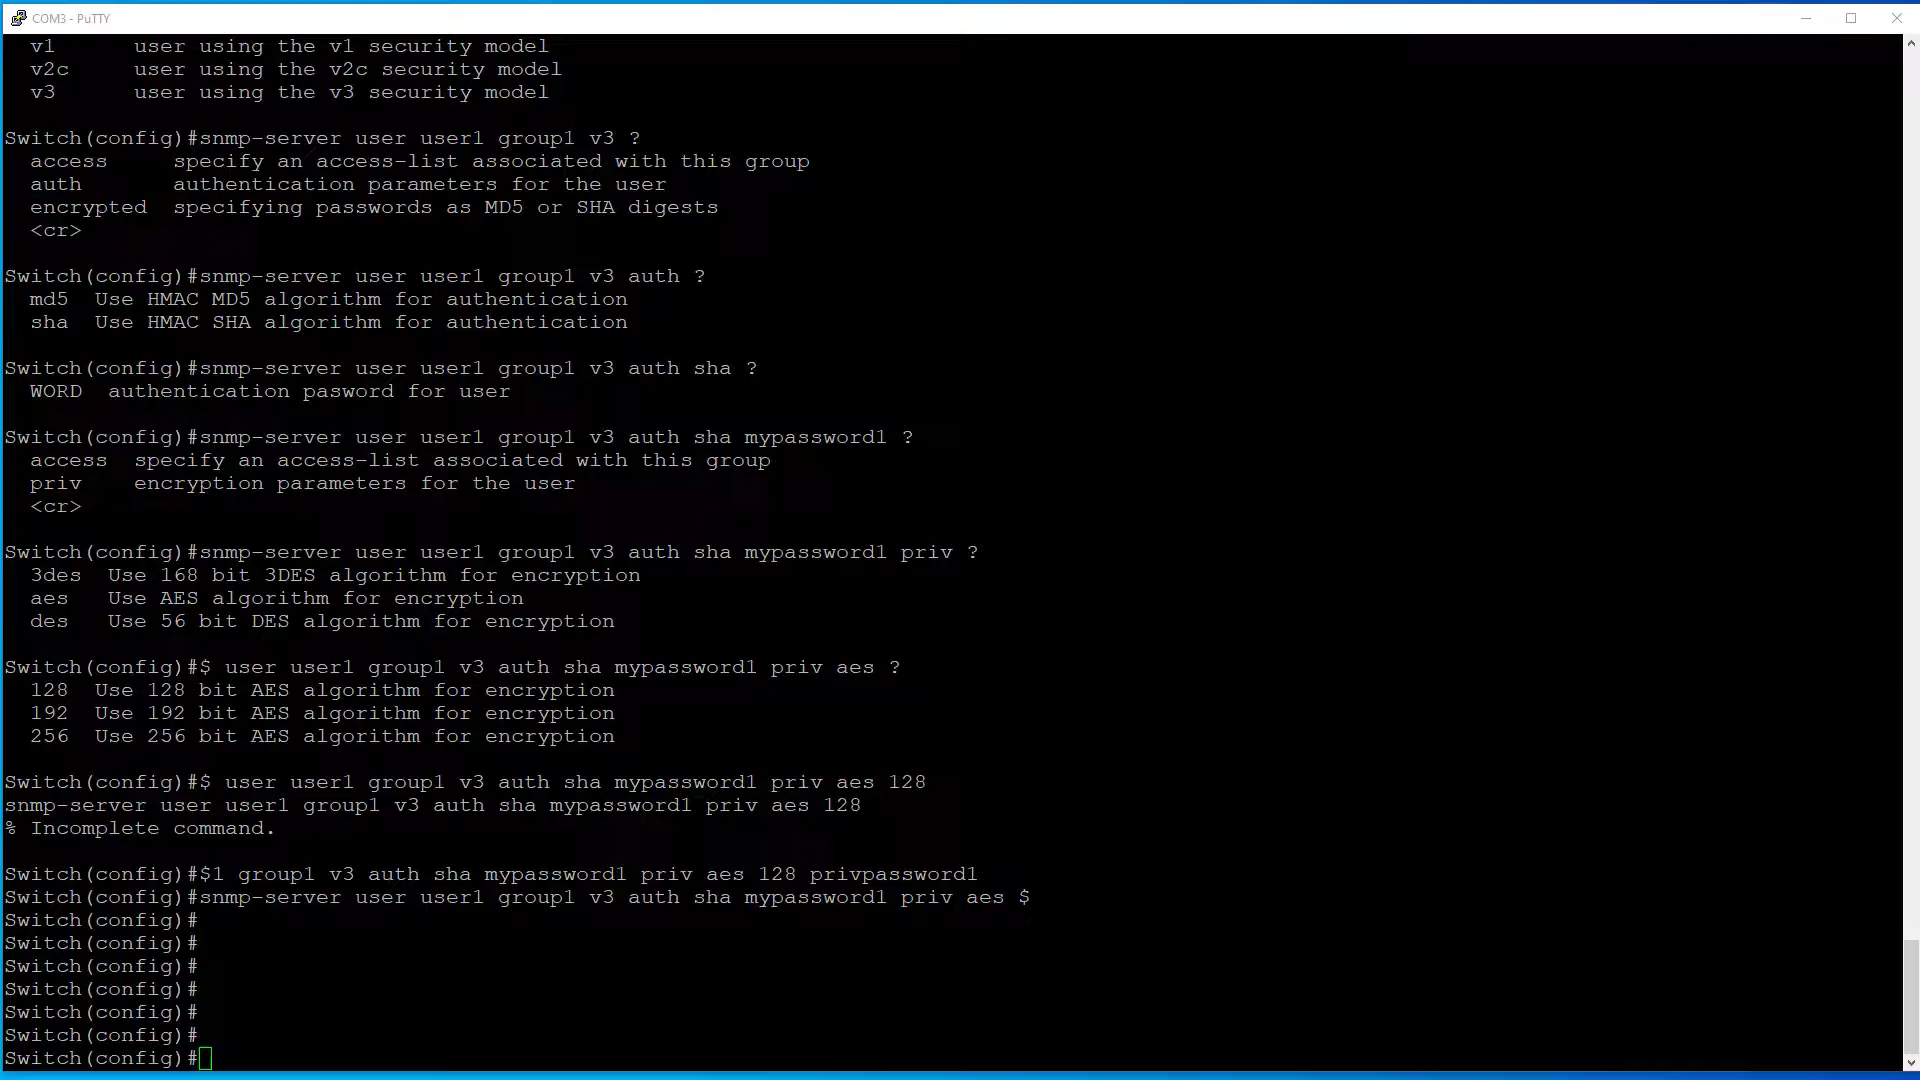 COM3 - PuTTY
v1 user using the v1 security model
v2c user using the v2c security model
v3 user using the v3 security model
Switch(config)#snmp-server user user1 group1 v3 ?
access specify an access-list associated with this group
auth authentication parameters for the user
encrypted specifying passwords as MD5 or SHA digests
<cr>
Switch(config)#snmp-server user user1 group1 v3 auth ?
md5 Use HMAC MD5 algorithm for authentication
sha Use HMAC SHA algorithm for authentication
Switch(config)#snmp-server user user1 group1 v3 auth sha ?
WORD authentication pasword for user
Switch(config)#snmp-server user user1 group1 v3 auth sha mypassword1 ?
access specify an access-list associated with this group
priv encryption parameters for the user
<cr>
Switch(config)#snmp-server user user1 group1 v3 auth sha mypassword1 priv ?
3des Use 168 bit 3DES algorithm for encryption
aes Use AES algorithm for encryption
des Use 56 bit DES algorithm for encryption
Switch(config)#$ user user1 group1 v3 auth sha mypassword1 priv aes ?
128 Use 128 bit AES algorithm for encryption
192 Use 192 bit AES algorithm for encryption
256 Use 256 bit AES algorithm for encryption
Switch(config)#$ user user1 group1 v3 auth sha mypassword1 priv aes 128
snmp-server user user1 group1 v3 auth sha mypassword1 priv aes 128
% Incomplete command.
Switch(config)#$1 group1 v3 auth sha mypassword1 priv aes 128 privpassword1
Switch(config)#snmp-server user user1 group1 v3 auth sha mypassword1 priv aes $
Switch(config)#
Switch(config)#
Switch(config)#
Switch(config)#
Switch(config)#
Switch(config)#
Switch(config)#